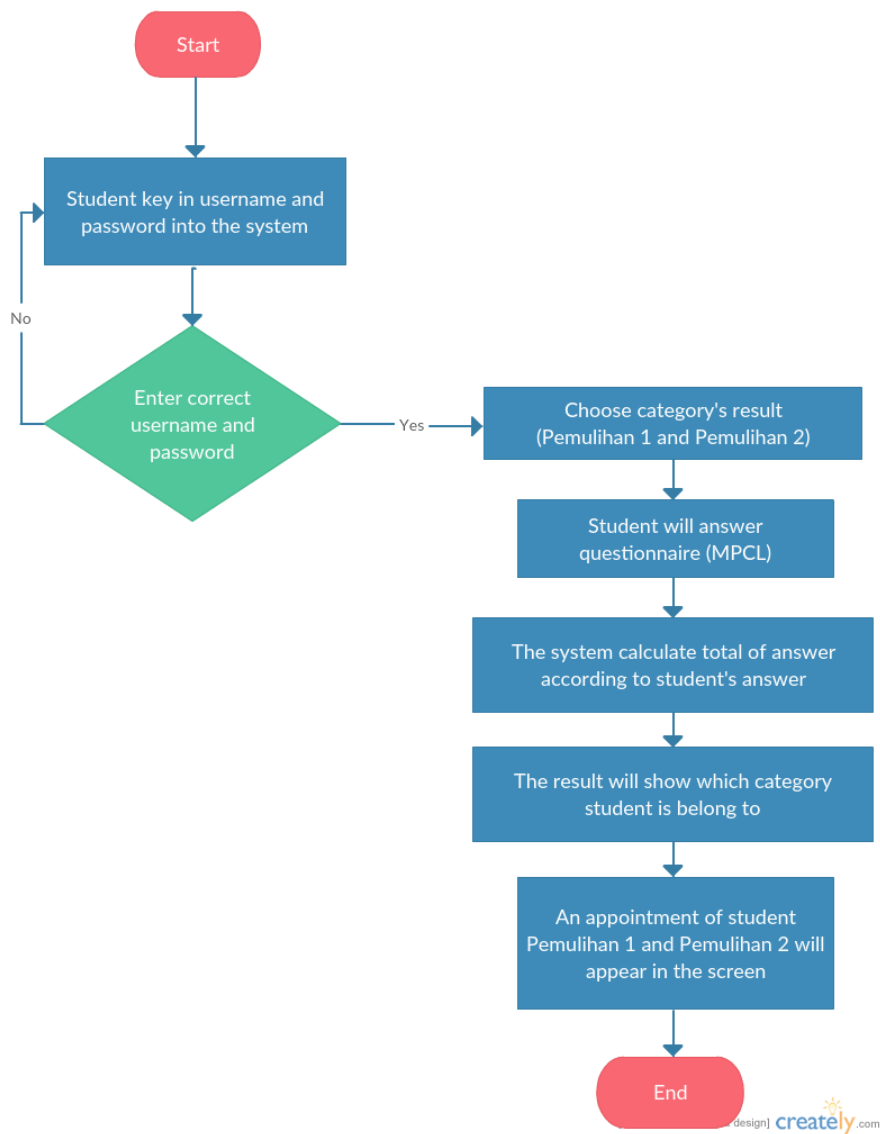 Start
Student key in username and
password into the system
No
Enter correct
username and
password
Yes
Choose category's result
(Pemulihan 1 and Pemulihan 2)
Student will answer
questionnaire (MPCL)
The system calculate total of answer
according to student's answer
The result will show which category
student is belong to
An appointment of student
Pemulihan 1 and Pemulihan 2 will
appear in the screen
End
design] creately.com